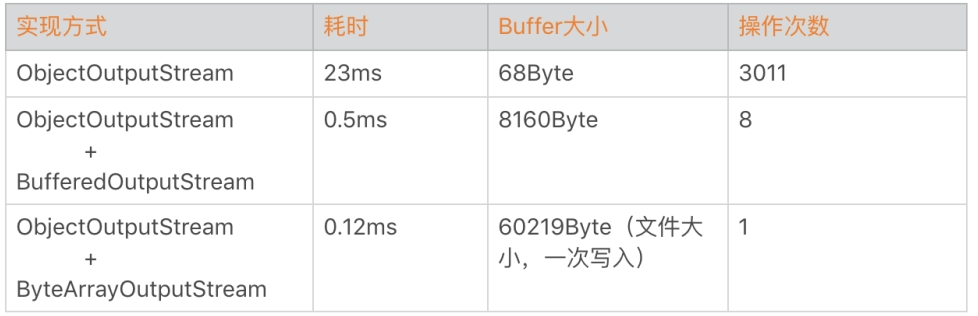 实现方式 耗时 Buffer大小 操作次数
ObjectOutputStream 23ms 68Byte 3011
ObjectOutputStream 0.5ms 8160Byte 8
+
BufferedOutputStream
ObjectOutputStream 0.12ms 60219Byte（文件大 1
+ 小，一次写入）
ByteArrayOutputStream